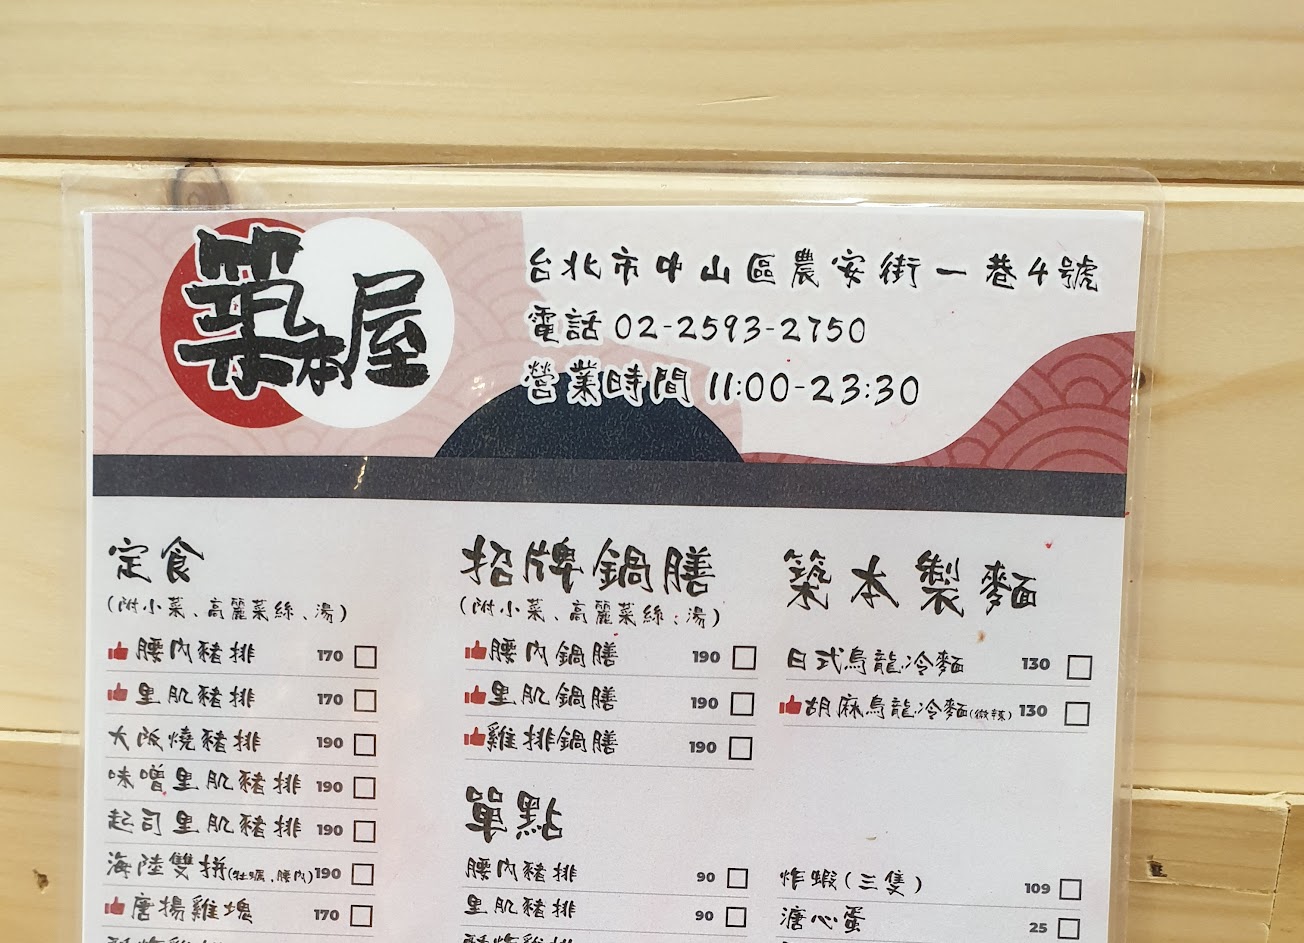 築本屋
台北市中山區農安街一巷4號
電話 02-2593-2750
營業時間 11:00-23:30
定食
(附小菜、高麗菜絲、湯)
腰內豬排 170
里肌豬排 170
大阪燒豬排 190
味噌里肌豬排 190
起司里肌豬排 190
海陸雙拼(牡蠣、腰內) 190
唐揚雞塊 170
招牌鍋膳
(附小菜、高麗菜絲、湯)
腰內鍋膳 190
里肌鍋膳 190
雞排鍋膳 190
單點
腰內豬排 90
里肌豬排 90
築本製麵
日式烏龍冷麵 130
胡麻烏龍冷麵(微辣) 130
炸蝦(三隻) 109
溏心蛋 25